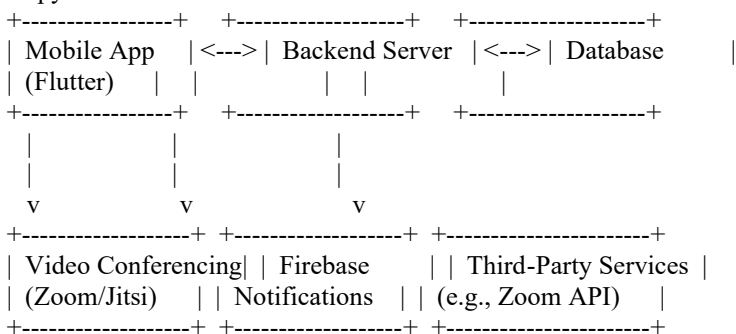 +-----------------+ +-------------------+ +--------------------+
| Mobile App | <---> | Backend Server | <---> | Database |
| (Flutter) | | | | |
+-----------------+ +-------------------+ +--------------------+
| | |
| | |
v v v
+-------------------+ +-------------------+ +-----------------------+
| Video Conferencing| | Firebase | | Third-Party Services |
| (Zoom/Jitsi) | | Notifications | | (e.g., Zoom API) |
+-------------------+ +-------------------+ +-----------------------+